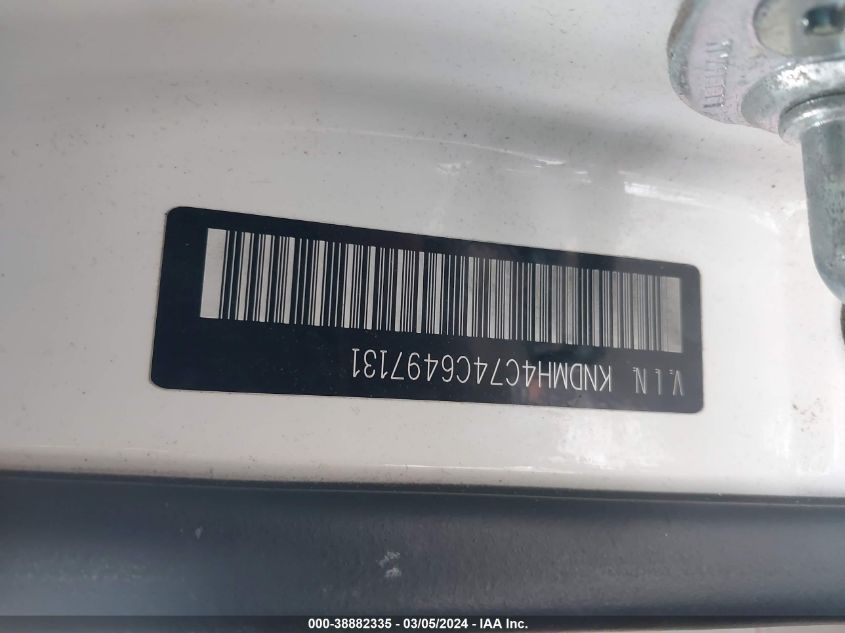 V.I.N. KNDMH4C74C6497131
000-38882335 - 03/05/2024 - IAA Inc.